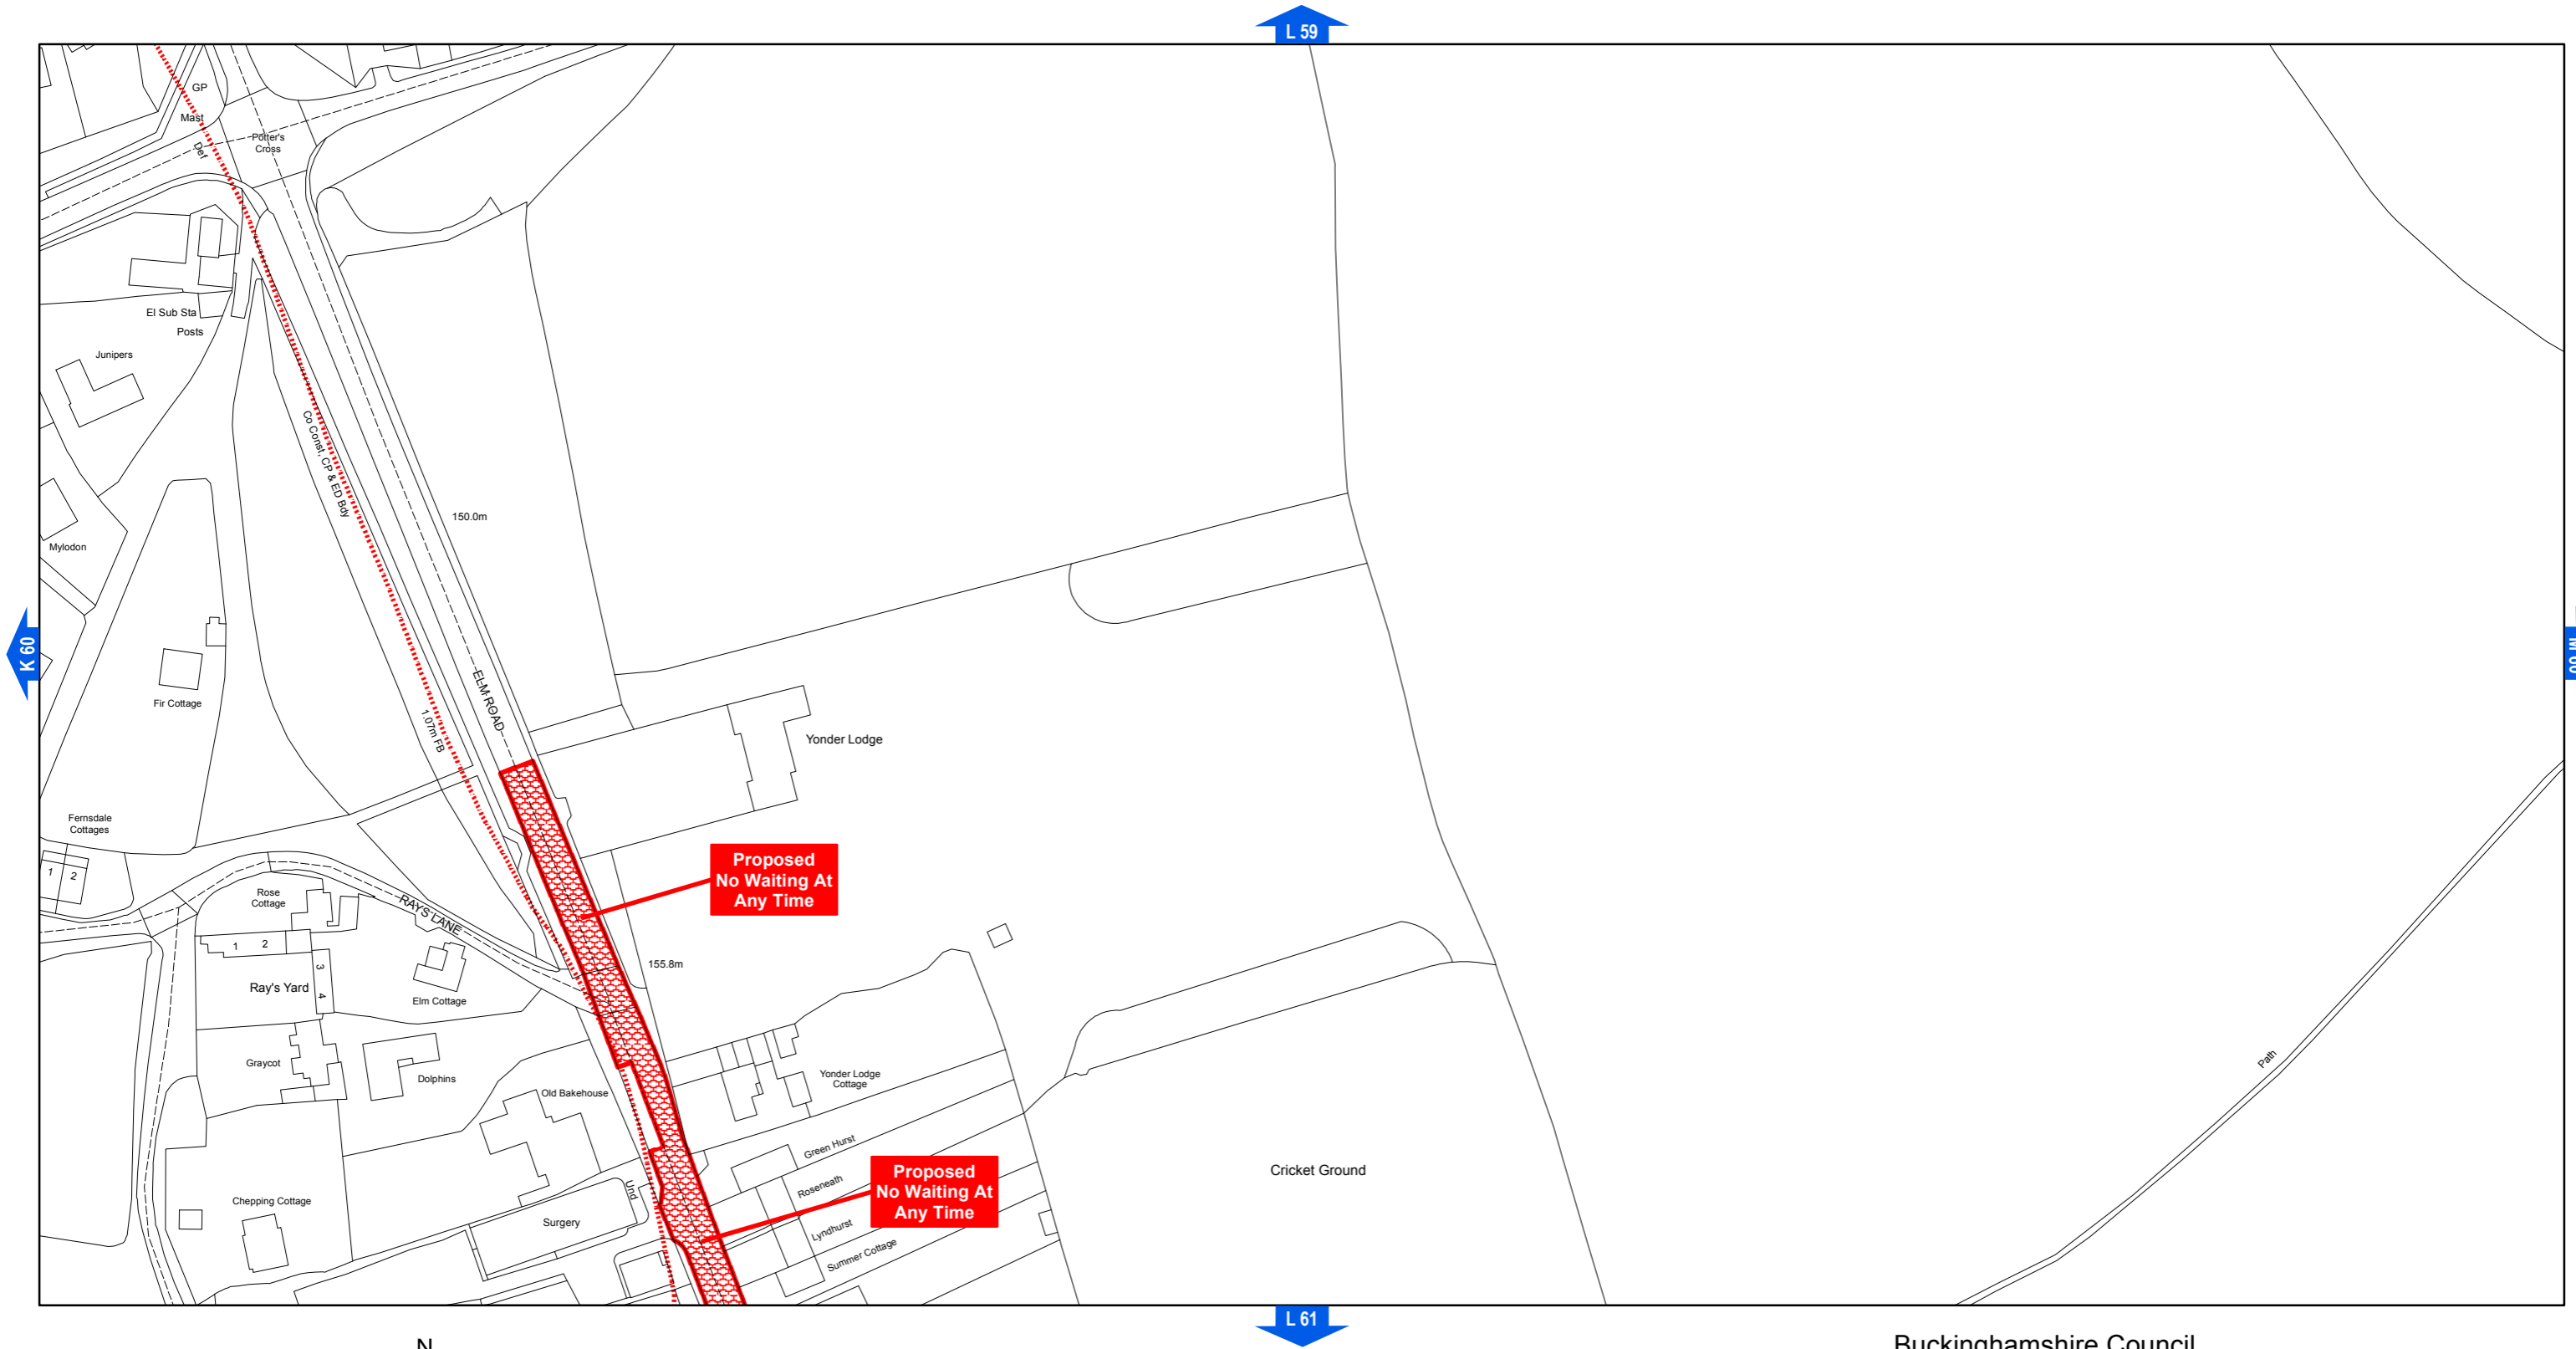 L 59
GP
Mast
Def
Potter's
Cross
El Sub Sta
Posts
Junipers
Co Const, CP & ED Bdy
150.0m
Mylodon
K 60
Fir Cottage
1.07m FB
ELM ROAD
Yonder Lodge
Fernsdale
Cottages
1
2
Proposed
No Waiting At
Any Time
Rose
Cottage
RAYS LANE
1
2
3
4
Ray's Yard
Elm Cottage
155.8m
Graycot
Dolphins
Old Bakehouse
Yonder Lodge
Cottage
Path
Green Hurst
Proposed
No Waiting At
Any Time
Cricket Ground
Roseneath
Und
Chepping Cottage
Surgery
Lyndhurst
Summer Cottage
L 61
N
Buckinghamshire Council